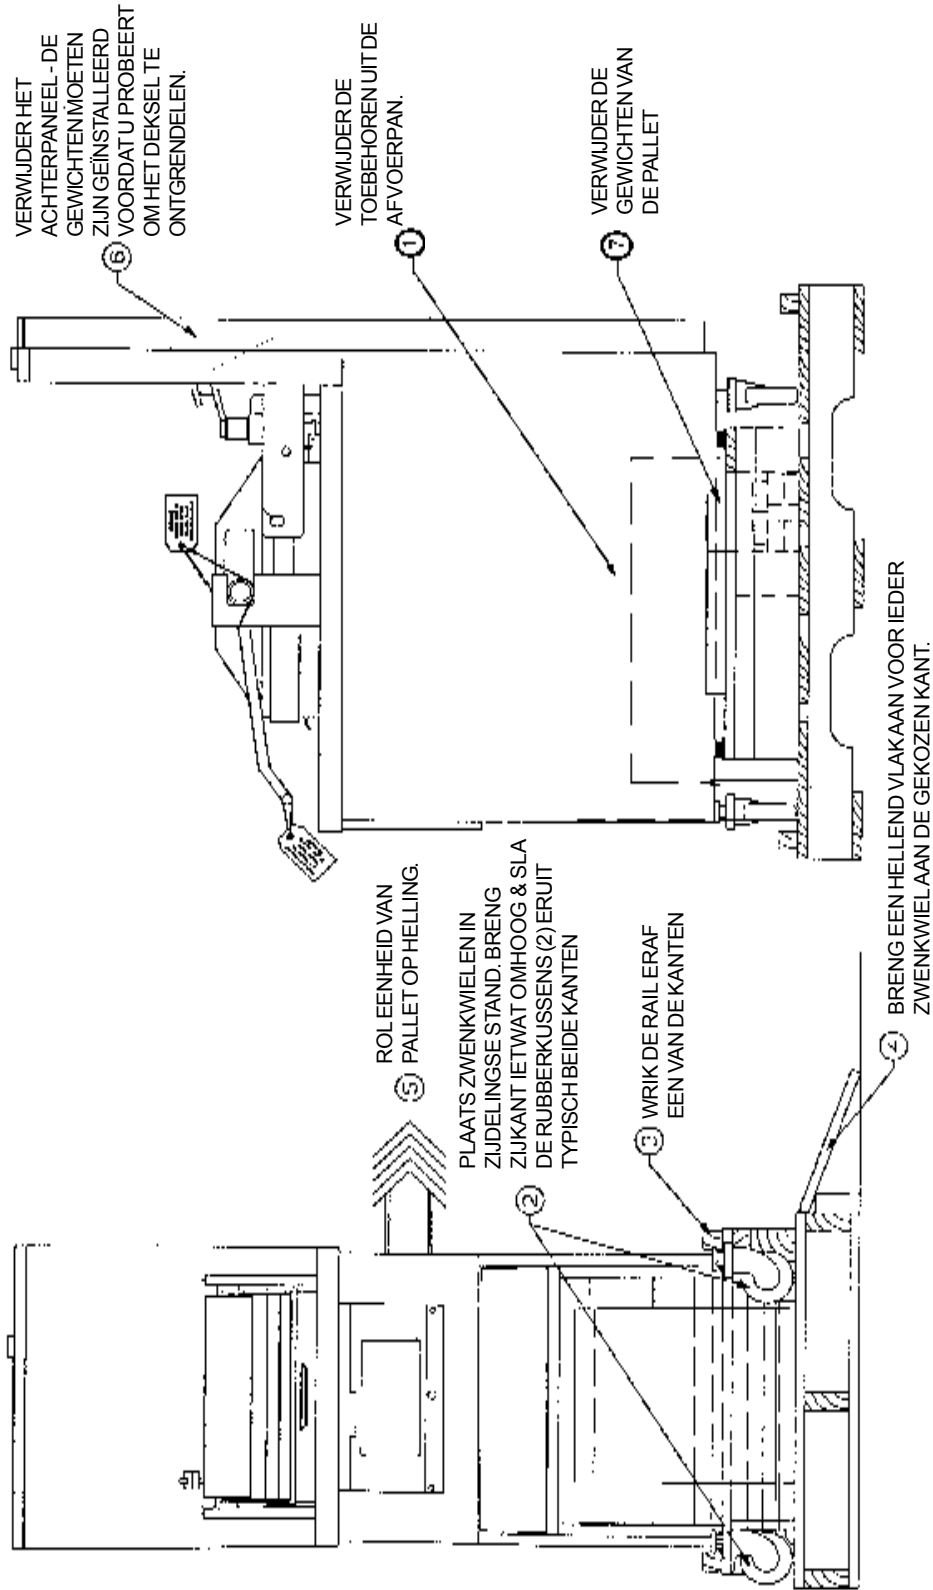 VERWIJDER HET
ACHTERPANEEL - DE
GEWICHTEN MOETEN
ZIJN GEÏNSTALLEERD
VOORDAT U PROBEERT
OM HET DEKSEL TE
ONTGRENDELEN.
6
VERWIJDER DE
TOEBEHOREN UIT DE
AFVOERPAN.
1
VERWIJDER DE
GEWICHTEN VAN
DE PALLET
7
ROL EENHEID VAN
5 PALLET OP HELLING.
PLAATS ZWENKWIELEN IN
ZIJDELINGSE STAND. BRENG
ZIJKANT IETWAT OMHOOG & SLA
DE RUBBERKUSSENS (2) ERUIT
TYPISCH BEIDE KANTEN
2
3 WRIK DE RAIL ERAF
EEN VAN DE KANTEN
4 BRENG EEN HELLEND VLAK AAN VOOR IEDER
ZWENKWIEL AAN DE GEKOZEN KANT.